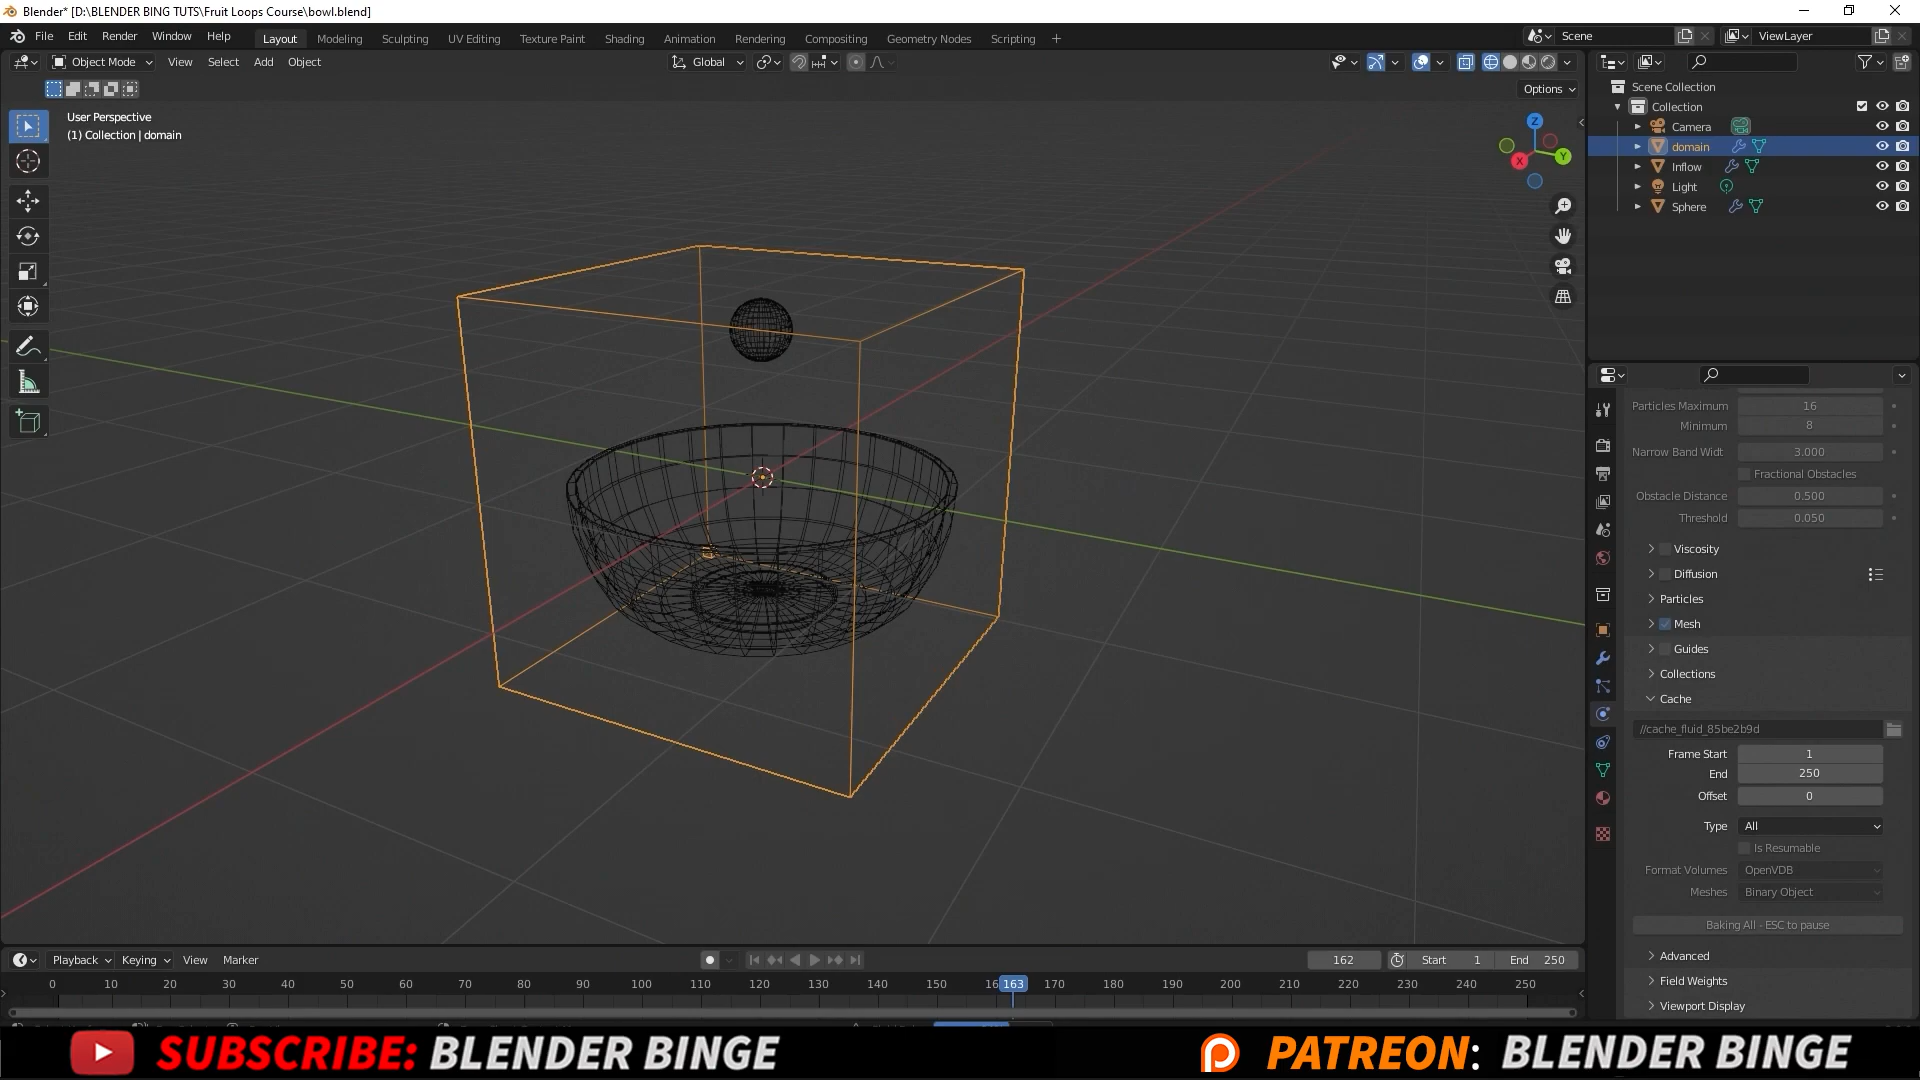 Blender* [D:\BLENDER BING TUTS\Fruit Loops Course\bowl.blend]
File Edit Render Window Help
Layout Modeling Sculpting UV Editing Texture Paint Shading Animation Rendering Compositing Geometry Nodes Scripting +
Scene
ViewLayer
Object Mode View Select Add Object
Global
Options
User Perspective
(1) Collection | domain
Z
Y
X
Scene Collection
Collection
Camera
domain
Inflow
Light
Sphere
Particles Maximum 16
Minimum 8
Narrow Band Widt 3.000
Fractional Obstacles
Obstacle Distance 0.500
Threshold 0.050
Viscosity
Diffusion
Particles
Mesh
Guides
Collections
Cache
//cache_fluid_85be2b9d
Frame Start 1
End 250
Offset 0
Type All
Is Resumable
Format Volumes OpenVDB
Meshes Binary Object
Baking All - ESC to pause
Advanced
Field Weights
Viewport Display
Playback Keying View Marker
162 Start 1 End 250
0 10 20 30 40 50 60 70 80 90 100 110 120 130 140 150 16 163 170 180 190 200 210 220 230 240 250
SUBSCRIBE: BLENDER BINGE
PATREON: BLENDER BINGE